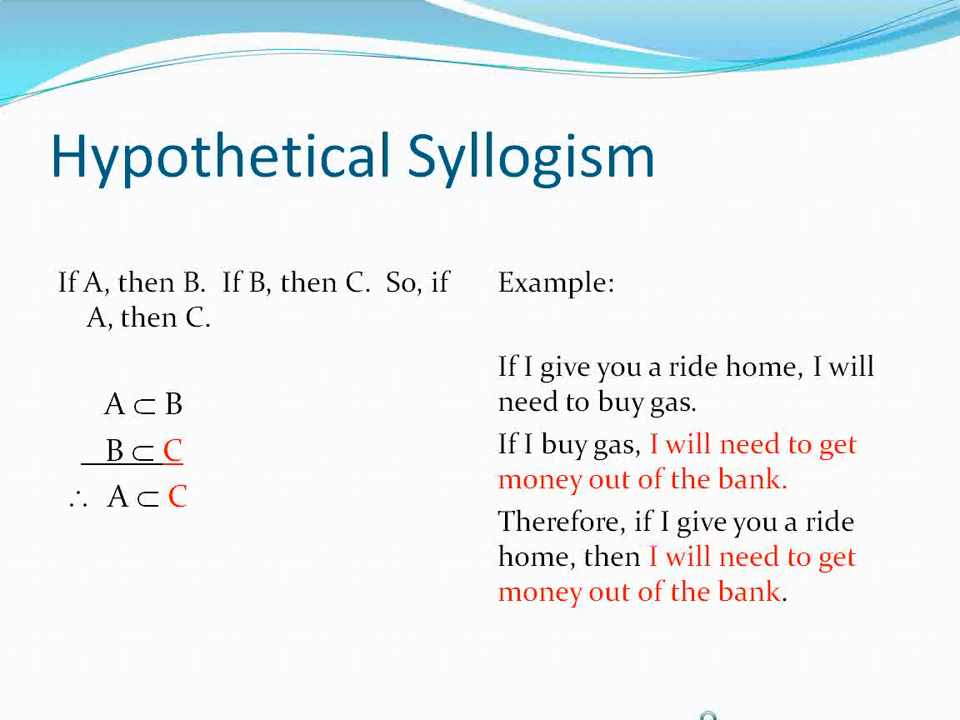 Hypothetical Syllogism
If A, then B.  If B, then C.  So, if
A, then C.
A ⊂ B
B ⊂ C
∴ A ⊂ C
Example:
If I give you a ride home, I will
need to buy gas.
If I buy gas, I will need to get
money out of the bank.
Therefore, if I give you a ride
home, then I will need to get
money out of the bank.